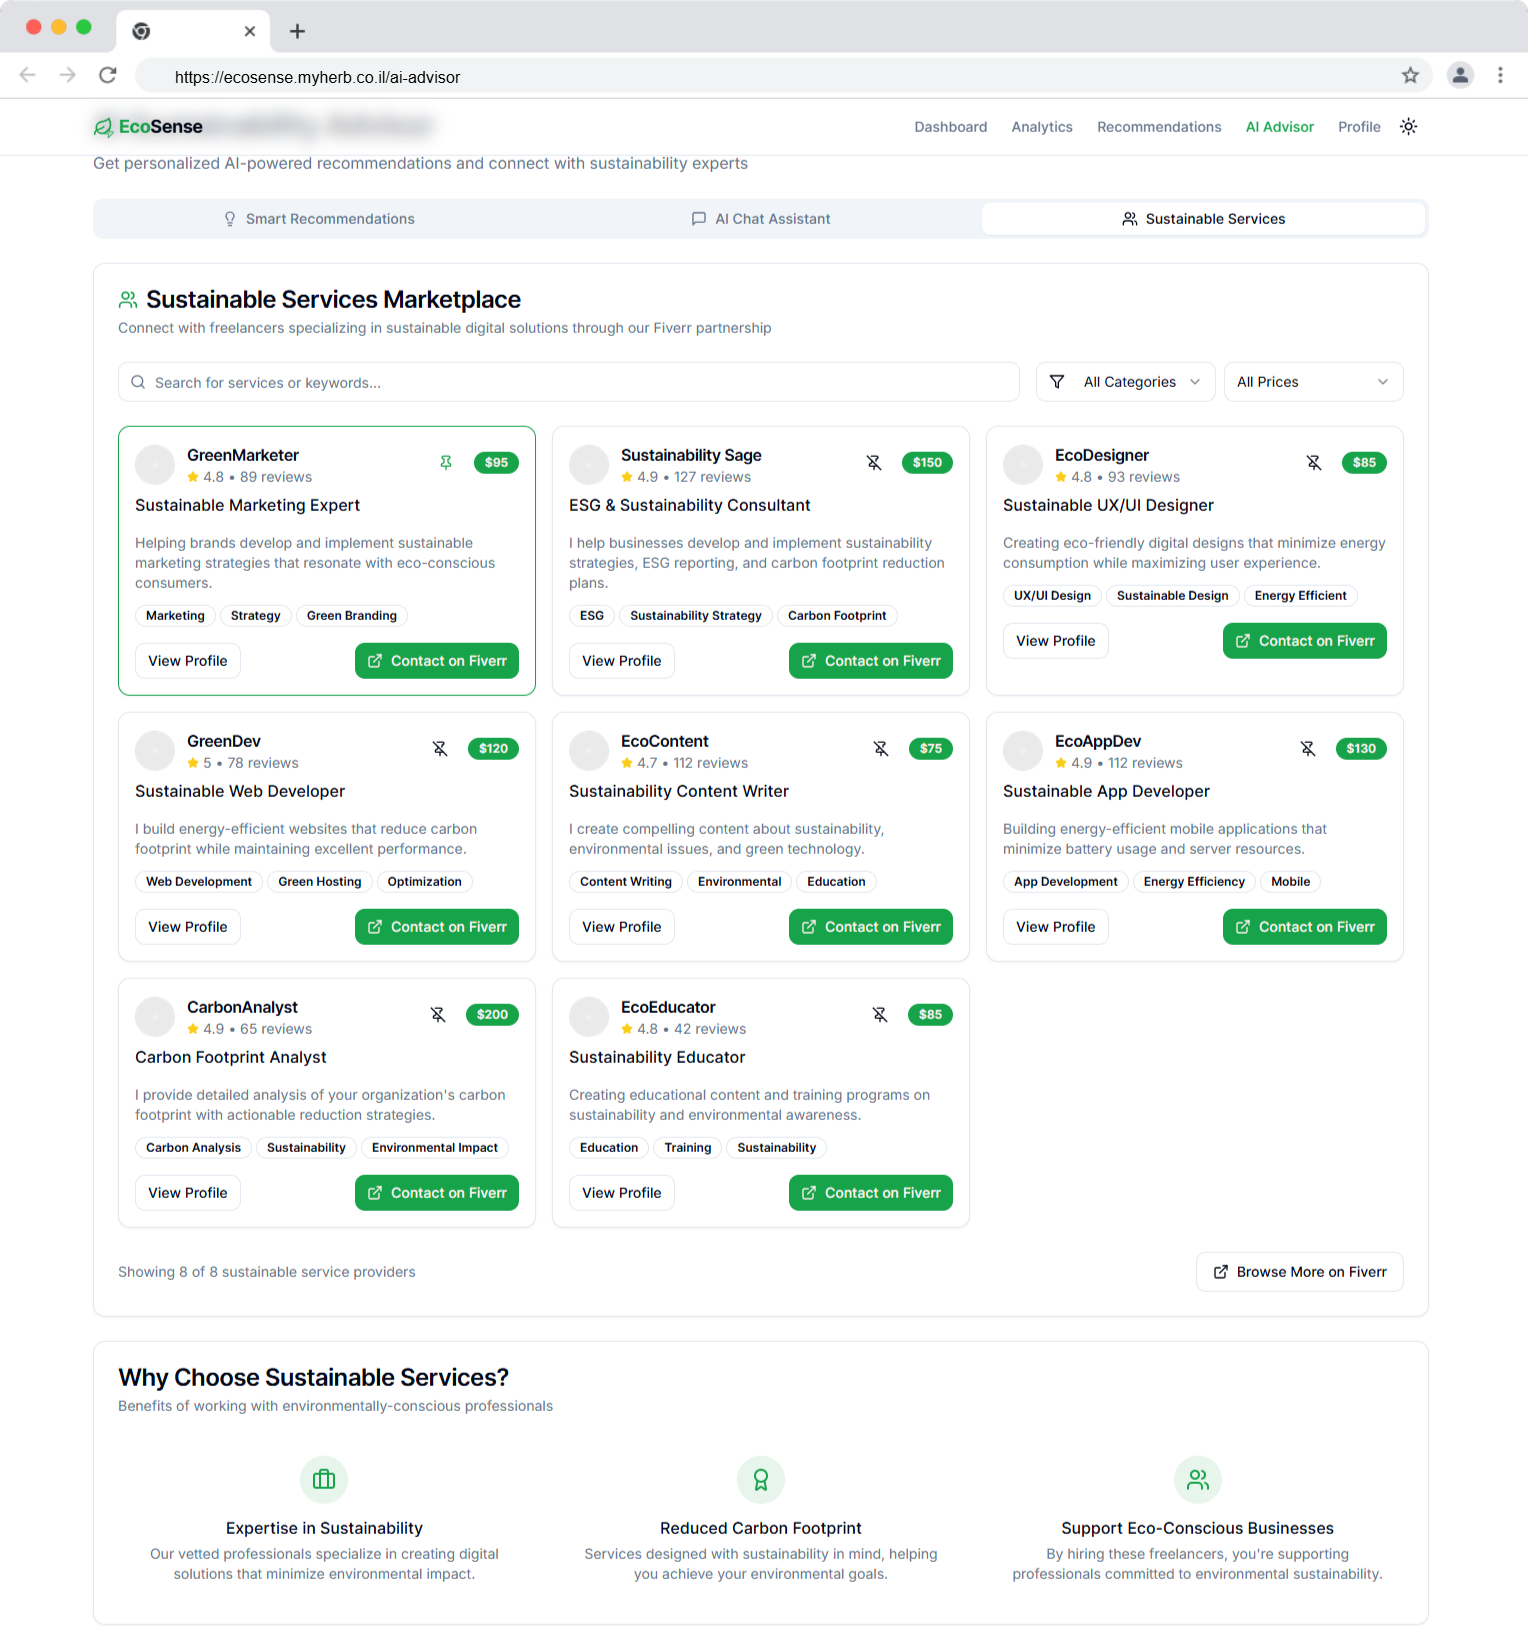 https://ecosense.myherb.co.il/ai-advisor
EcoSense
Dashboard
Analytics
Recommendations
AI Advisor
Profile
Get personalized AI-powered recommendations and connect with sustainability experts
Smart Recommendations
AI Chat Assistant
Sustainable Services
Sustainable Services Marketplace
Connect with freelancers specializing in sustainable digital solutions through our Fiverr partnership
Search for services or keywords...
All Categories
All Prices
GreenMarketer
$95
4.8 • 89 reviews
Sustainable Marketing Expert
Helping brands develop and implement sustainable
marketing strategies that resonate with eco-conscious
consumers.
Marketing
Strategy
Green Branding
View Profile
Contact on Fiverr
Sustainability Sage
$150
4.9 • 127 reviews
ESG & Sustainability Consultant
I help businesses develop and implement sustainability
strategies, ESG reporting, and carbon footprint reduction
plans.
ESG
Sustainability Strategy
Carbon Footprint
View Profile
Contact on Fiverr
EcoDesigner
$85
4.8 • 93 reviews
Sustainable UX/UI Designer
Creating eco-friendly digital designs that minimize energy
consumption while maximizing user experience.
UX/UI Design
Sustainable Design
Energy Efficient
View Profile
Contact on Fiverr
GreenDev
$120
5 • 78 reviews
Sustainable Web Developer
I build energy-efficient websites that reduce carbon
footprint while maintaining excellent performance.
Web Development
Green Hosting
Optimization
View Profile
Contact on Fiverr
EcoContent
$75
4.7 • 112 reviews
Sustainability Content Writer
I create compelling content about sustainability,
environmental issues, and green technology.
Content Writing
Environmental
Education
View Profile
Contact on Fiverr
EcoAppDev
$130
4.9 • 112 reviews
Sustainable App Developer
Building energy-efficient mobile applications that
minimize battery usage and server resources.
App Development
Energy Efficiency
Mobile
View Profile
Contact on Fiverr
CarbonAnalyst
$200
4.9 • 65 reviews
Carbon Footprint Analyst
I provide detailed analysis of your organization's carbon
footprint with actionable reduction strategies.
Carbon Analysis
Sustainability
Environmental Impact
View Profile
Contact on Fiverr
EcoEducator
$85
4.8 • 42 reviews
Sustainability Educator
Creating educational content and training programs on
sustainability and environmental awareness.
Education
Training
Sustainability
View Profile
Contact on Fiverr
Showing 8 of 8 sustainable service providers
Browse More on Fiverr
Why Choose Sustainable Services?
Benefits of working with environmentally-conscious professionals
Expertise in Sustainability
Our vetted professionals specialize in creating digital
solutions that minimize environmental impact.
Reduced Carbon Footprint
Services designed with sustainability in mind, helping
you achieve your environmental goals.
Support Eco-Conscious Businesses
By hiring these freelancers, you're supporting
professionals committed to environmental sustainability.